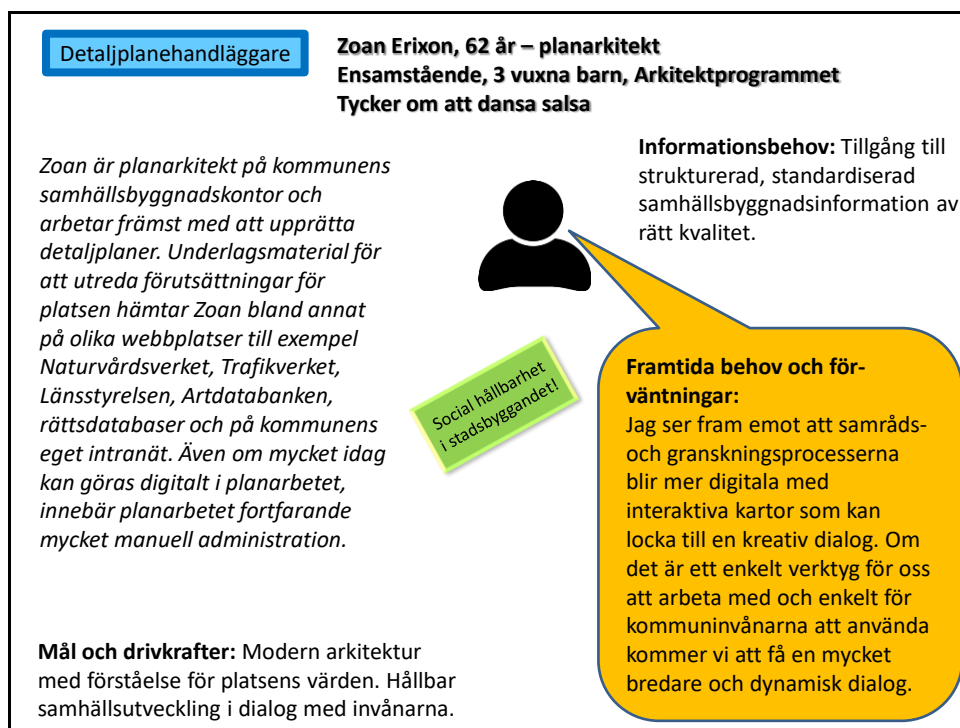 Detaljplanehandläggare
Zoan Erixon, 62 år – planarkitekt
Ensamstående, 3 vuxna barn, Arkitektprogrammet
Tycker om att dansa salsa
Zoan är planarkitekt på kommunens
samhällsbyggnadskontor och
arbetar främst med att upprätta
detaljplaner. Underlagsmaterial för
att utreda förutsättningar för
platsen hämtar Zoan bland annat
på olika webbplatser till exempel
Naturvårdsverket, Trafikverket,
Länsstyrelsen, Artdatabanken,
rättsdatabaser och på kommunens
eget intranät. Även om mycket idag
kan göras digitalt i planarbetet,
innebär planarbetet fortfarande
mycket manuell administration.
Informationsbehov: Tillgång till
strukturerad, standardiserad
samhällsbyggnadsinformation av
rätt kvalitet.
Social hållbarhet
i stadsbyggandet!
Framtida behov och för-
väntningar:
Jag ser fram emot att samråds-
och granskningsprocesserna
blir mer digitala med
interaktiva kartor som kan
locka till en kreativ dialog. Om
det är ett enkelt verktyg för oss
att arbeta med och enkelt för
kommuninvånarna att använda
kommer vi att få en mycket
bredare och dynamisk dialog.
Mål och drivkrafter: Modern arkitektur
med förståelse för platsens värden. Hållbar
samhällsutveckling i dialog med invånarna.